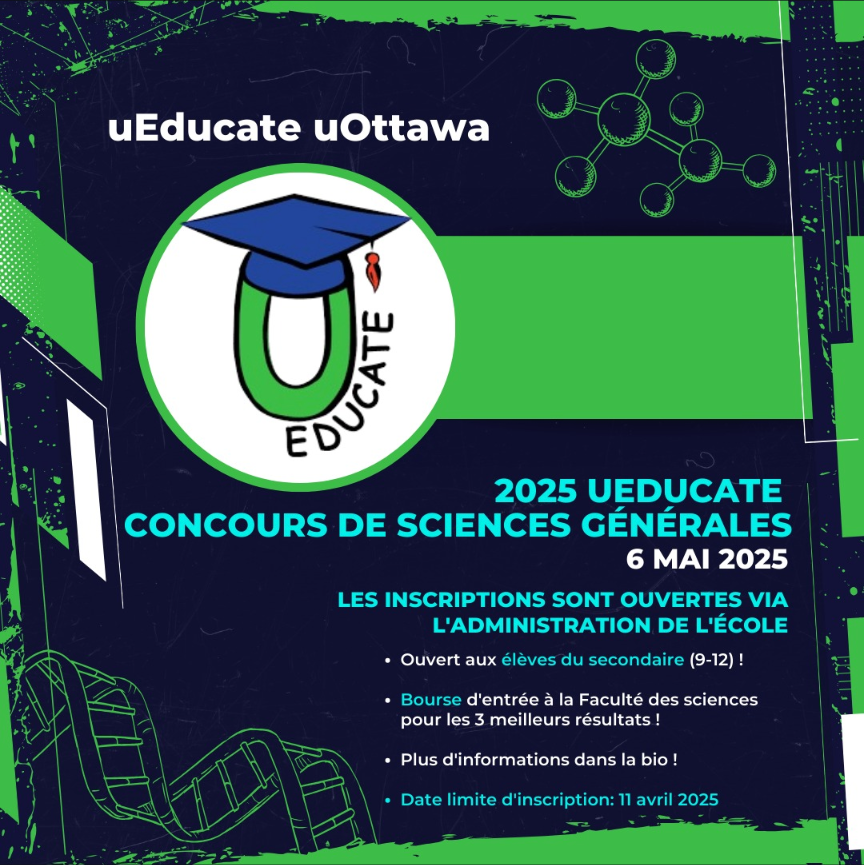 uEducate uOttawa
U
EDUCATE
2025 UEDUCATE
CONCOURS DE SCIENCES GÉNÉRALES
6 MAI 2025
LES INSCRIPTIONS SONT OUVERTES VIA
L'ADMINISTRATION DE L'ÉCOLE
• Ouvert aux élèves du secondaire (9-12) !
• Bourse d'entrée à la Faculté des sciences
pour les 3 meilleurs résultats !
• Plus d'informations dans la bio !
• Date limite d'inscription: 11 avril 2025